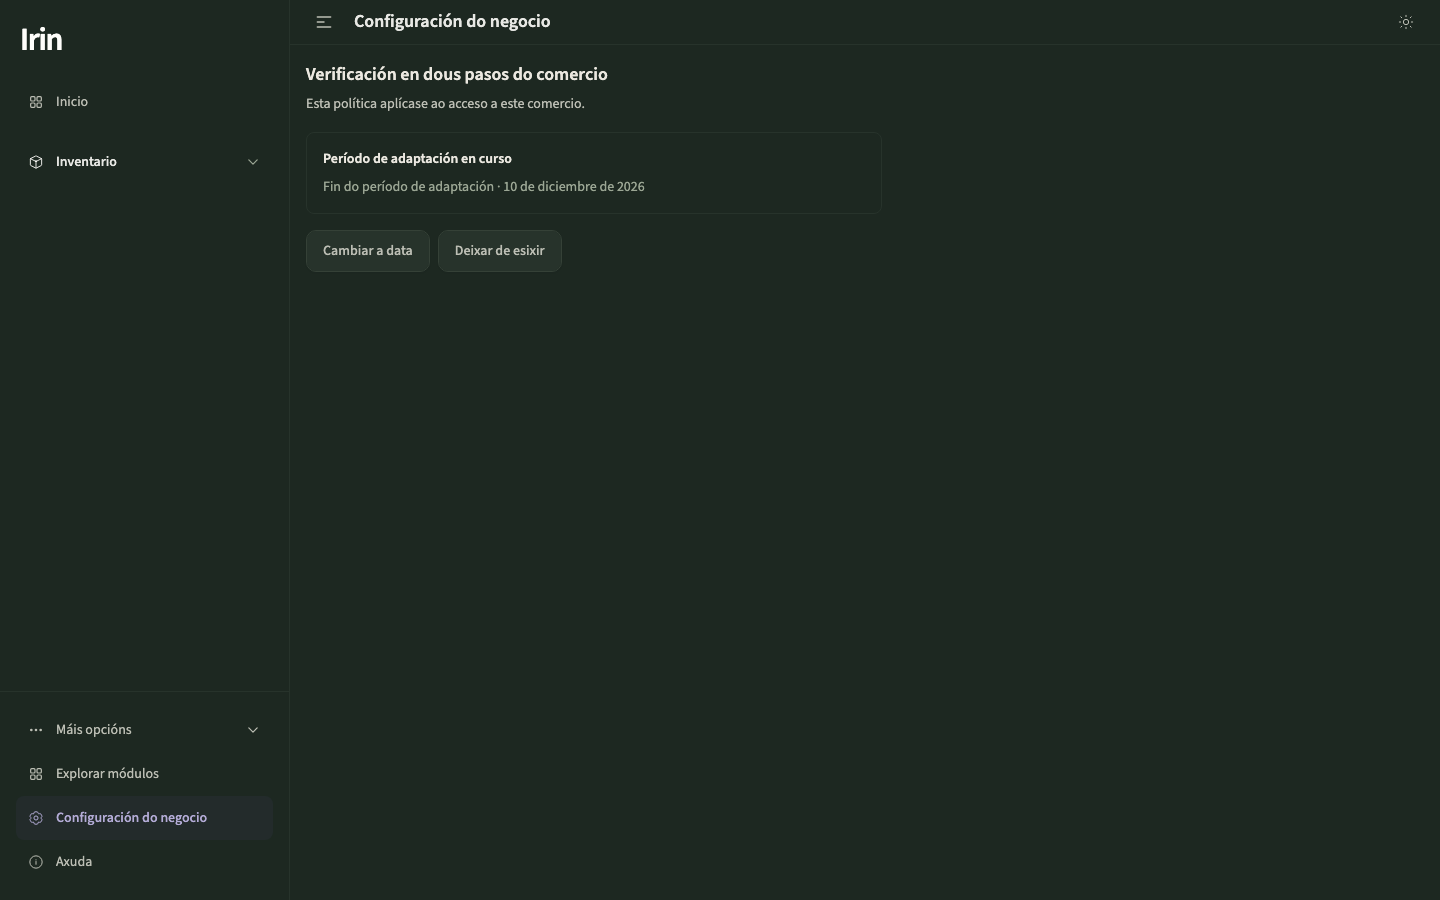 Irin
Inicio
Inventario
Máis opcións
Explorar módulos
Configuración do negocio
Axuda
Configuración do negocio
Verificación en dous pasos do comercio
Esta política aplícase ao acceso a este comercio.
Período de adaptación en curso
Fin do período de adaptación · 10 de diciembre de 2026
Cambiar a data
Deixar de esixir